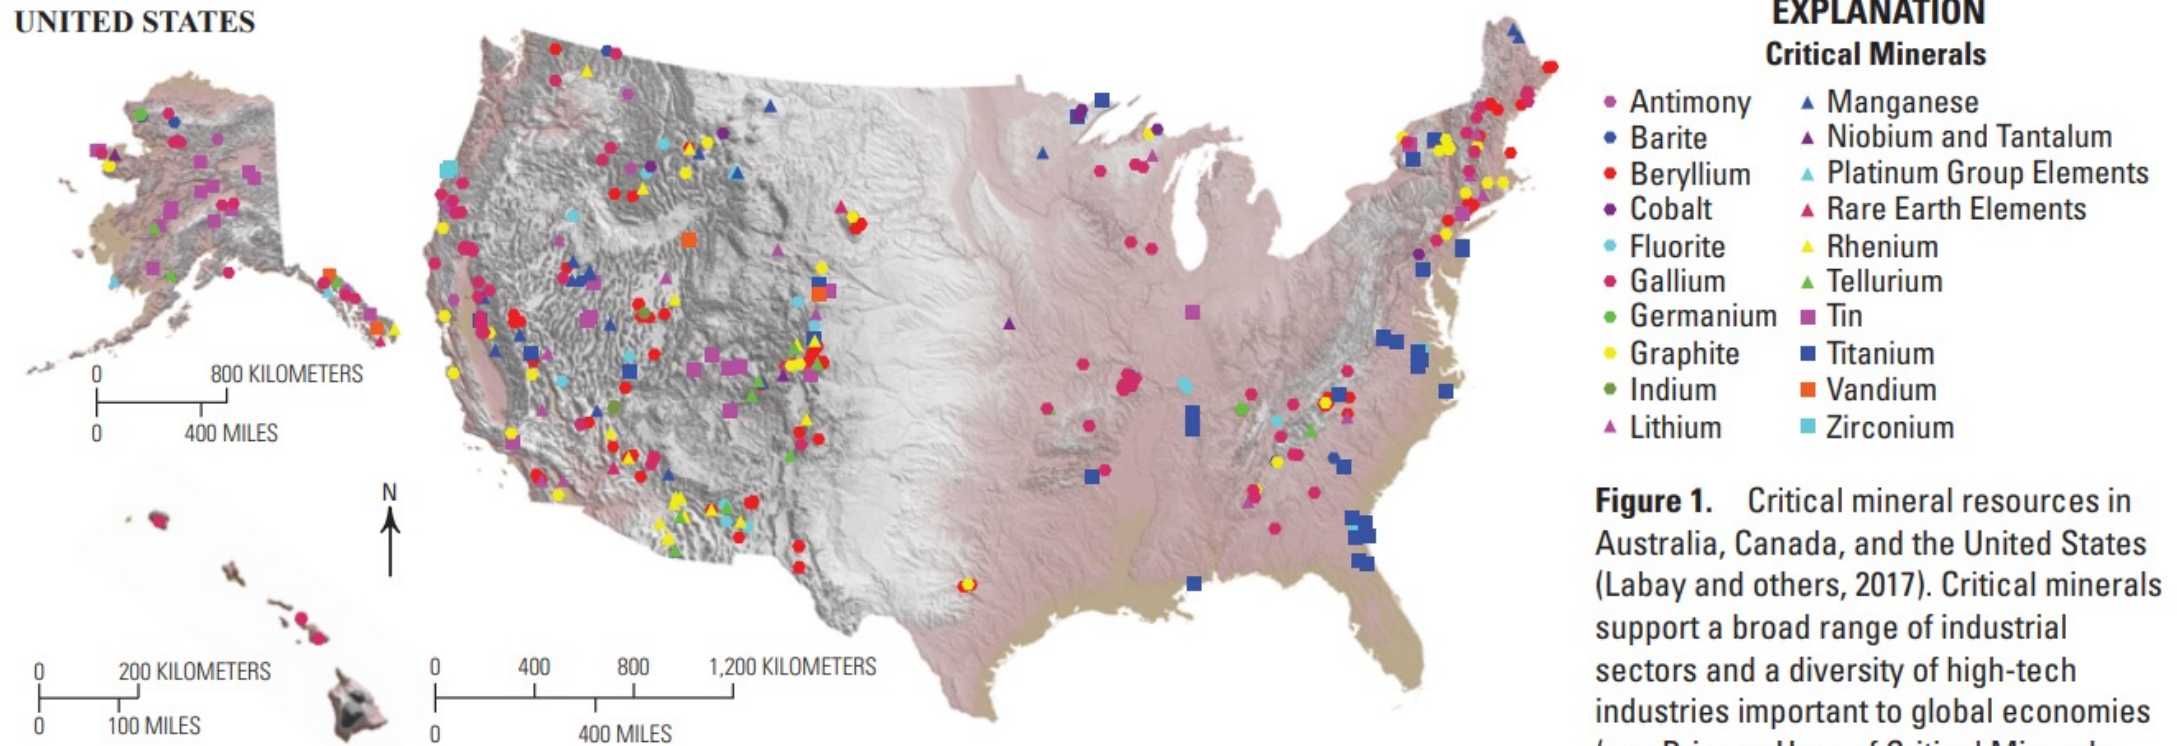 UNITED STATES
0 800 KILOMETERS
0 400 MILES
N
0 200 KILOMETERS
0 100 MILES
0 400 800 1,200 KILOMETERS
0 400 MILES
EXPLANATION
Critical Minerals
Antimony
Barite
Beryllium
Cobalt
Fluorite
Gallium
Germanium
Graphite
Indium
Lithium
Manganese
Niobium and Tantalum
Platinum Group Elements
Rare Earth Elements
Rhenium
Tellurium
Tin
Titanium
Vandium
Zirconium
Figure 1. Critical mineral resources in
Australia, Canada, and the United States
(Labay and others, 2017). Critical minerals
support a broad range of industrial
sectors and a diversity of high-tech
industries important to global economies